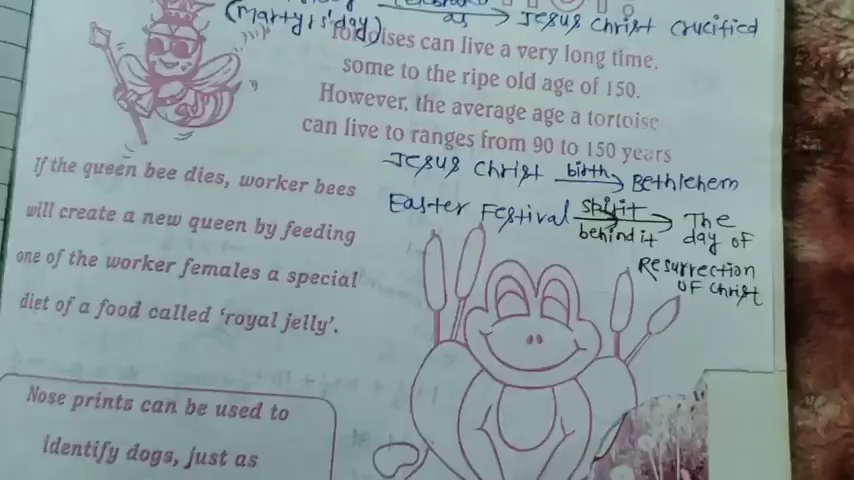 (Martyrs'day) as → Jesus Christ crucified
can live a very long time,
some to the ripe old age of 150.
However, the average age a tortoise
can live to ranges from 90 to 150 years
Jesus Christ birth → Bethlehem
Easter Festival spirit behind it → The day of Resurrection of Christ
If the queen bee dies, worker bees
will create a new queen by feeding
one of the worker females a special
diet of a food called 'royal jelly'.
Nose prints can be used to
identify dogs, just as